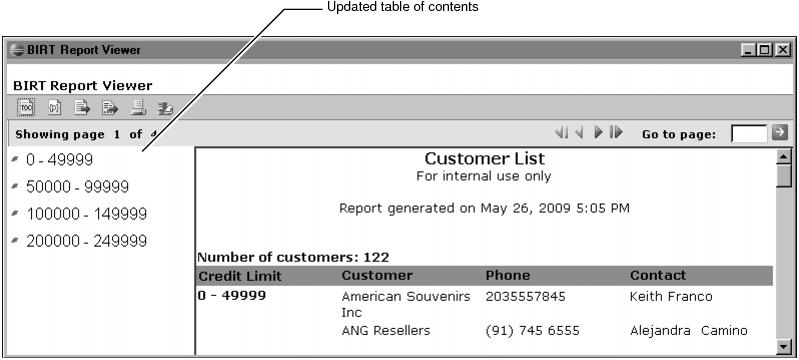 Updated table of contents
BIRT Report Viewer
BIRT Report Viewer
TOC
Showing page 1 of 4
Go to page:
0 - 49999
50000 - 99999
100000 - 149999
200000 - 249999
Customer List
For internal use only
Report generated on May 26, 2009 5:05 PM
Number of customers: 122
Credit Limit Customer Phone Contact
0 - 49999 American Souvenirs 2035557845 Keith Franco
Inc
ANG Resellers (91) 745 6555 Alejandra Camino